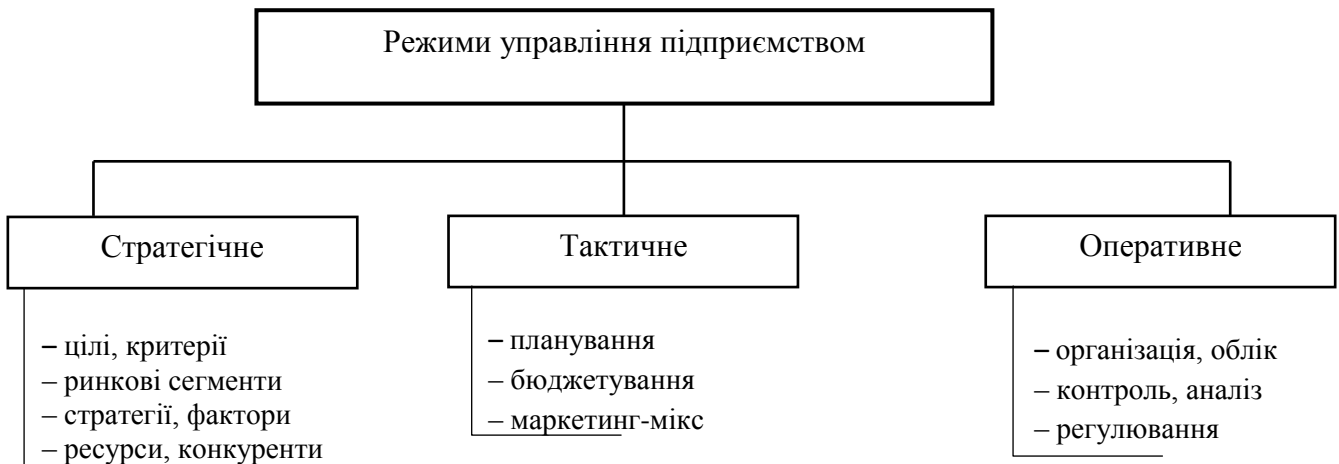 Режими управління підприємством
Стратегічне
– цілі, критерії
– ринкові сегменти
– стратегії, фактори
– ресурси, конкуренти
Тактичне
– планування
– бюджетування
– маркетинг-мікс
Оперативне
– організація, облік
– контроль, аналіз
– регулювання